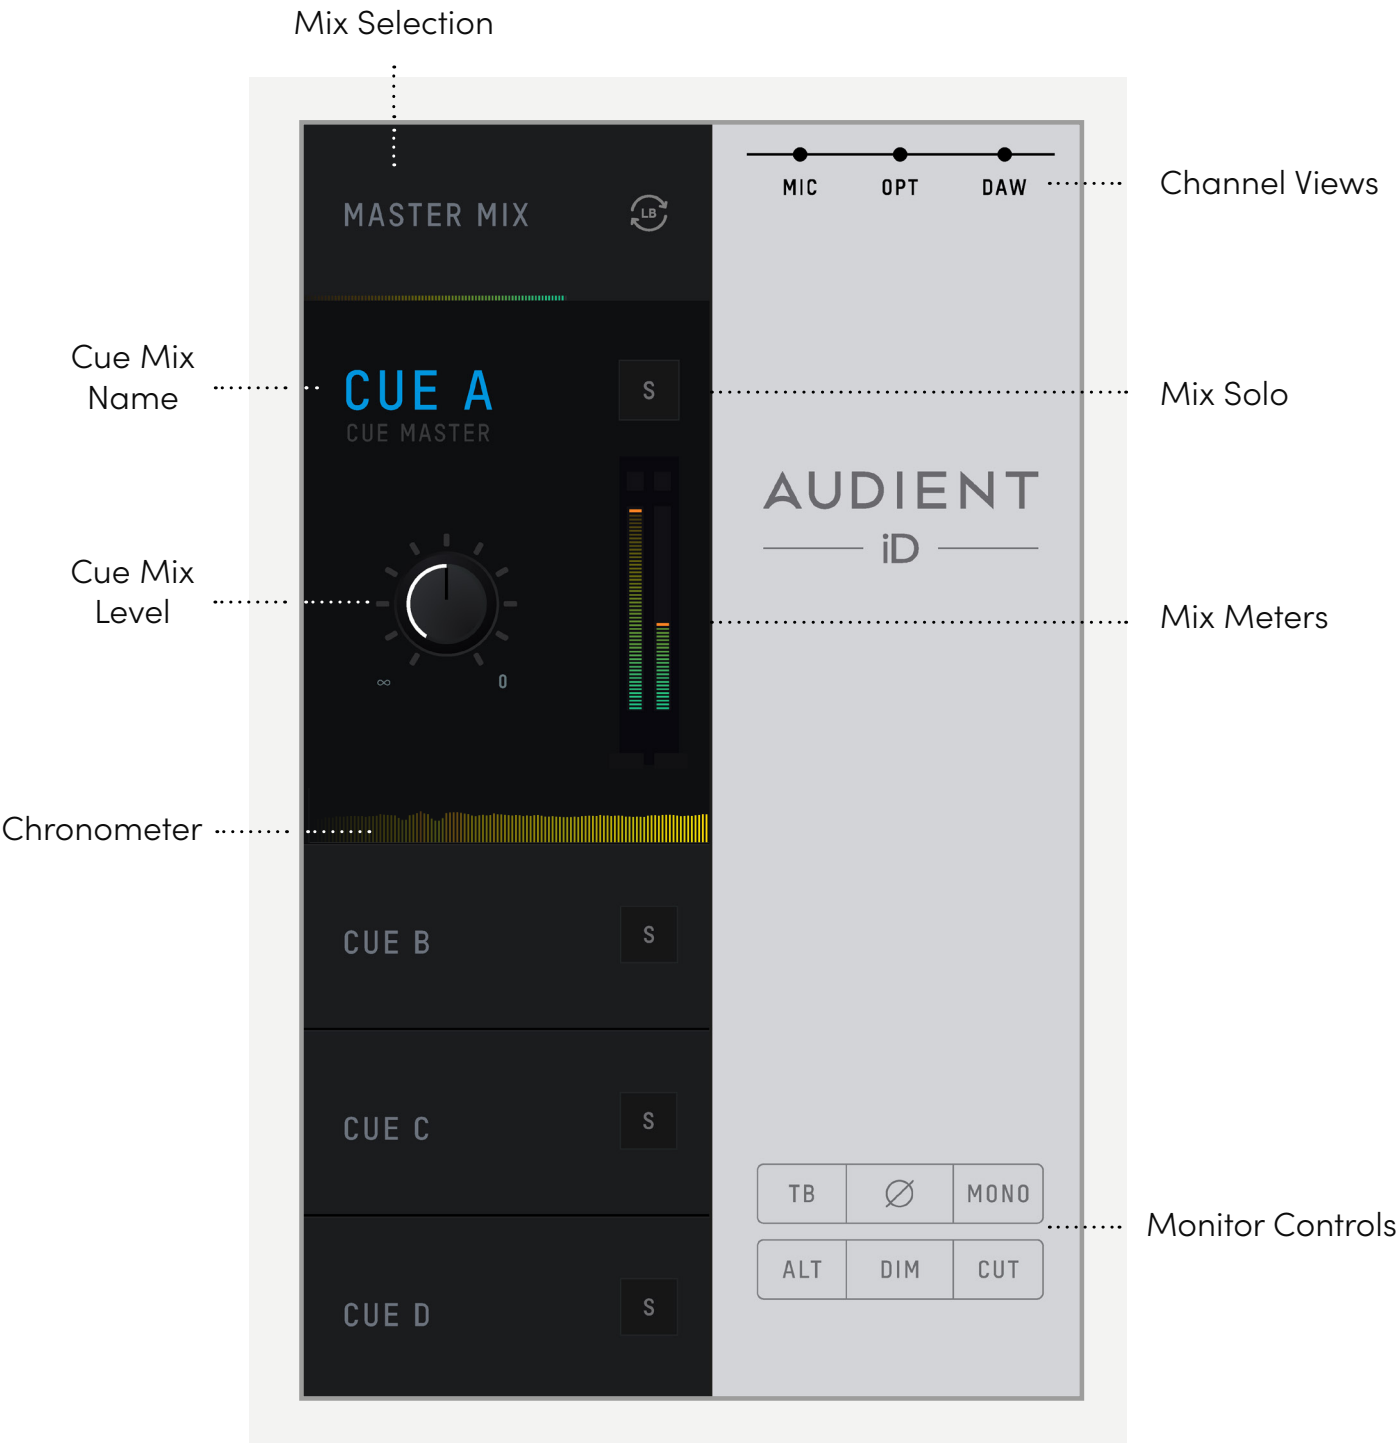 Mix Selection
MIC OPT DAW
Channel Views
MASTER MIX
LB
Cue Mix
Name
CUE A
S
CUE MASTER
Mix Solo
AUDIENT
iD
Cue Mix
Level
∞ 0
Mix Meters
Chronometer
CUE B
S
CUE C
S
CUE D
S
TB Ø MONO
ALT DIM CUT
Monitor Controls